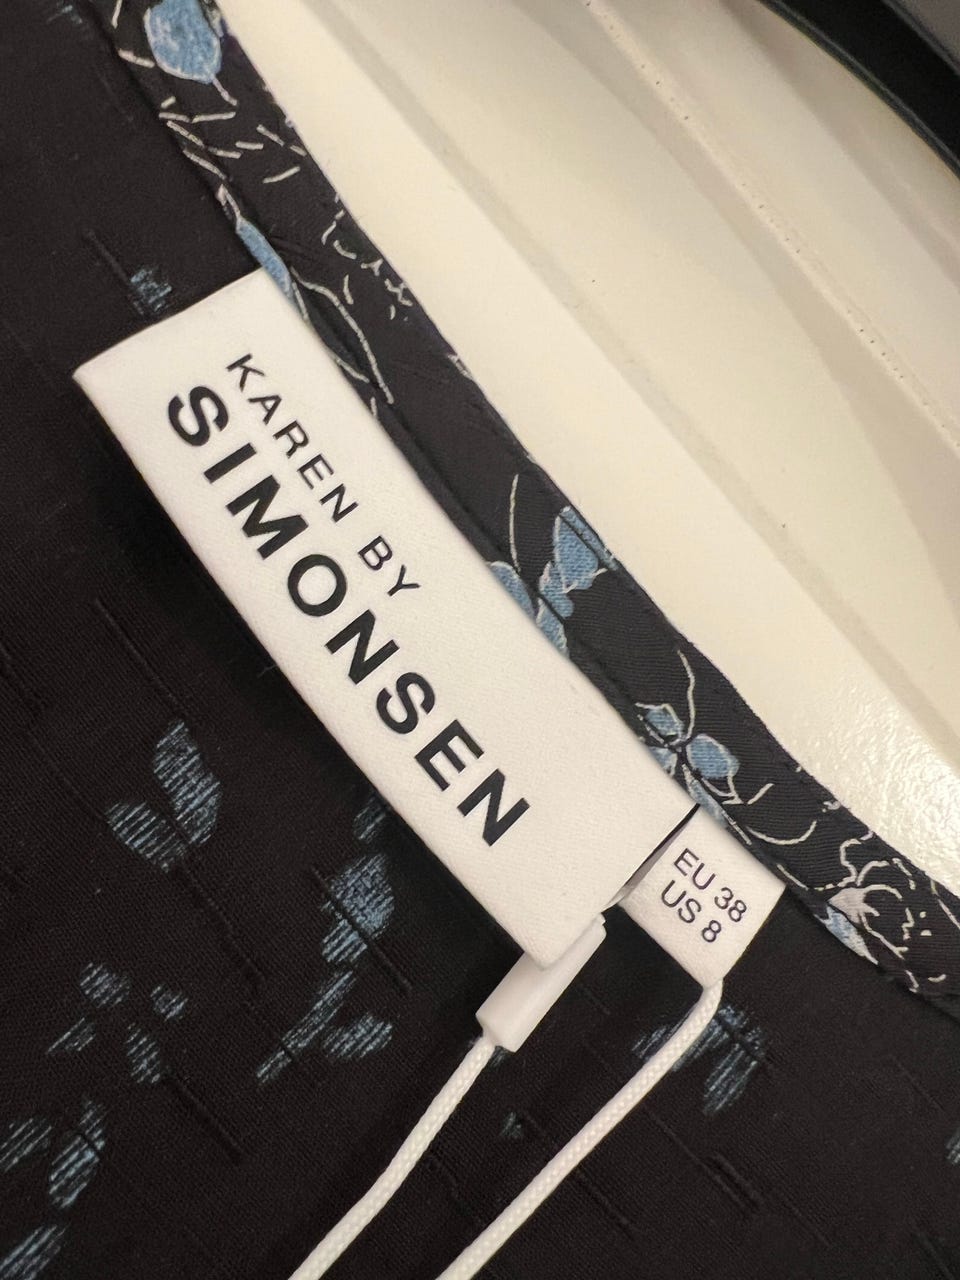 KAREN BY
SIMONSEN
EU 38
US 8